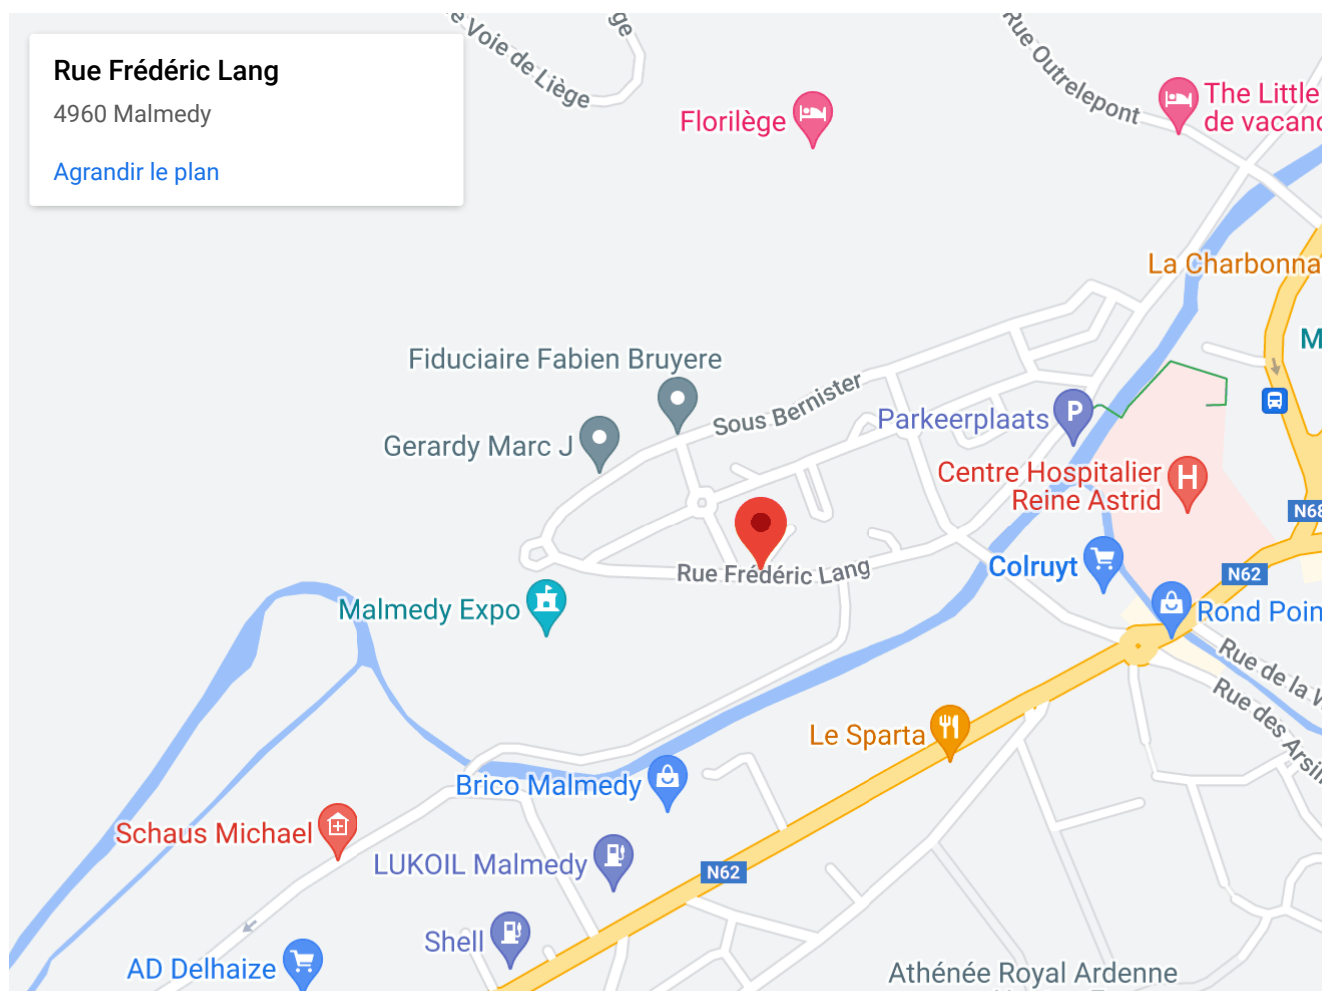 Rue Frédéric Lang
4960 Malmedy
Agrandir le plan
Voie de Liège
ge
Rue Outrelepont
Florilège
The Little
de vacanc
La Charbonna
M
Fiduciaire Fabien Bruyere
Sous Bernister
Gerardy Marc J
Parkeerplaats
P
Centre Hospitalier
Reine Astrid
H
N68
Colruyt
N62
Rue Frédéric Lang
Malmedy Expo
Rond Poin
Rue de la W
Rue des Arsil
Le Sparta
Brico Malmedy
Schaus Michael
LUKOIL Malmedy
N62
Shell
AD Delhaize
Athénée Royal Ardenne